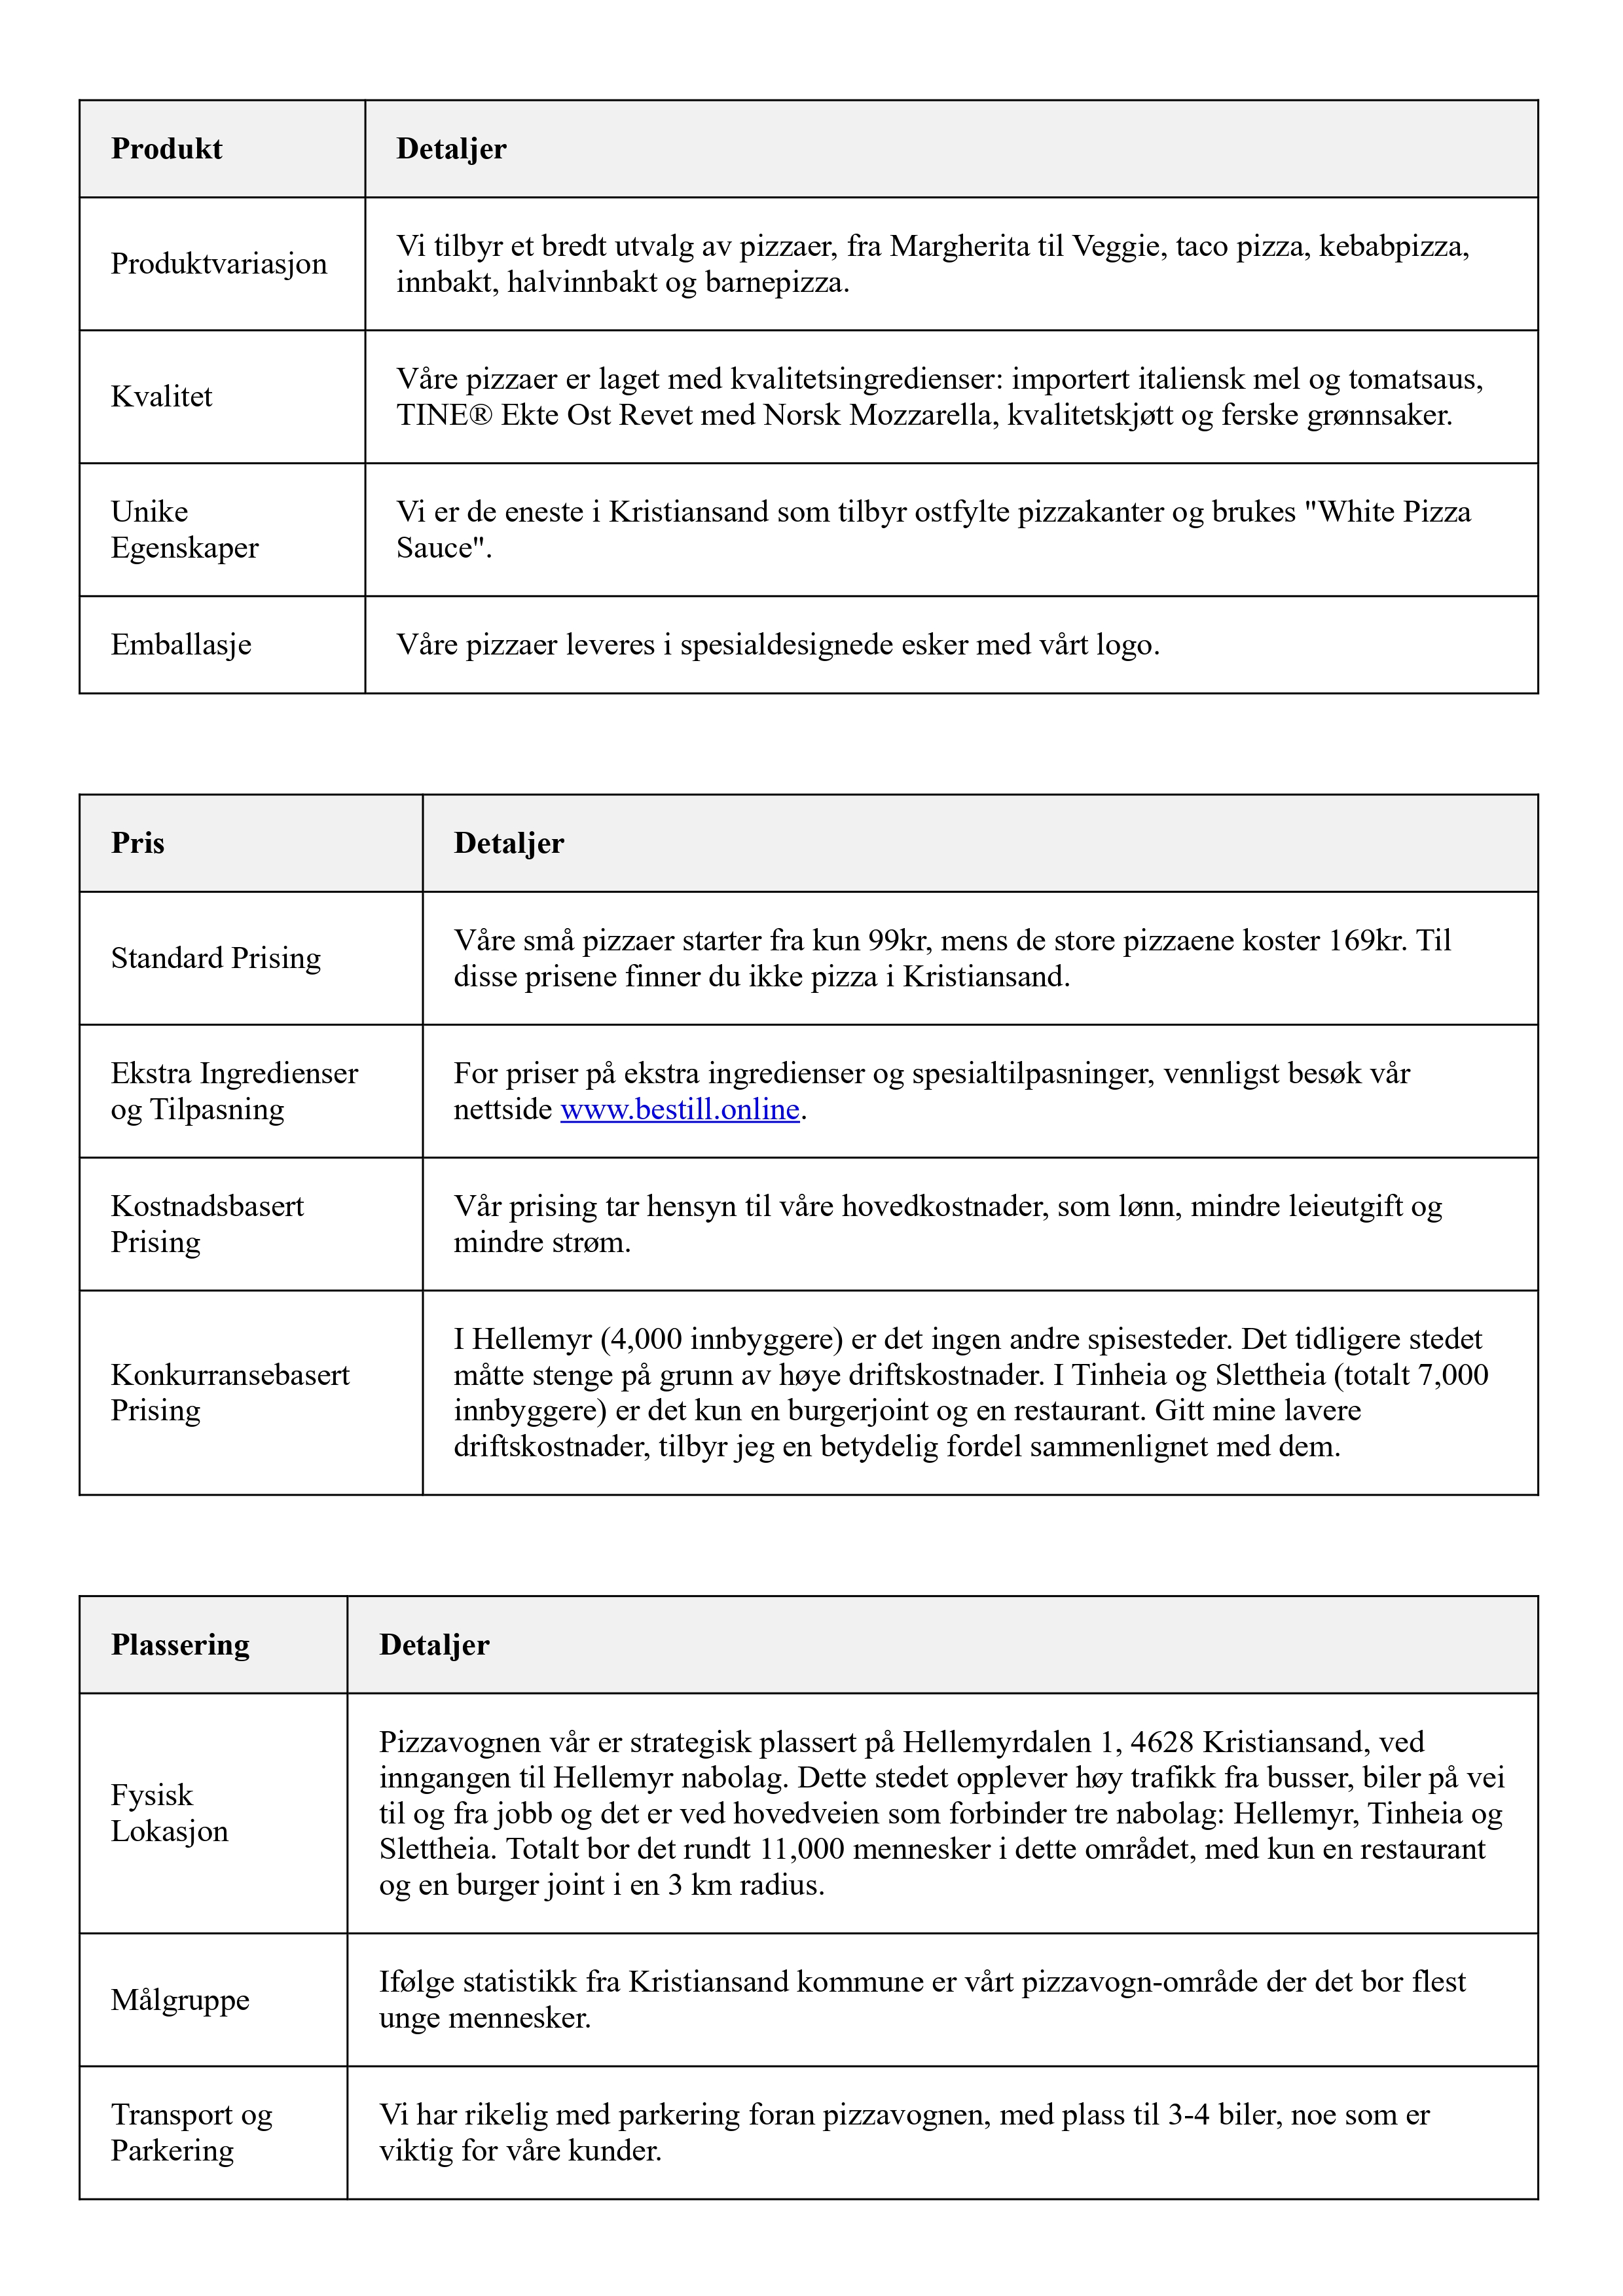 Produkt
Detaljer
Produktvariasjon
Vi tilbyr et bredt utvalg av pizzaer, fra Margherita til Veggie, taco pizza, kebabpizza,
innbakt, halvinnbakt og barnepizza.
Kvalitet
Våre pizzaer er laget med kvalitetsingredienser: importert italiensk mel og tomatsaus,
TINE® Ekte Ost Revet med Norsk Mozzarella, kvalitetskjøtt og ferske grønnsaker.
Unike
Egenskaper
Vi er de eneste i Kristiansand som tilbyr ostfylte pizzakanter og brukes "White Pizza
Sauce".
Emballasje
Våre pizzaer leveres i spesialdesignede esker med vårt logo.
Pris
Detaljer
Standard Prising
Våre små pizzaer starter fra kun 99kr, mens de store pizzaene koster 169kr. Til
disse prisene finner du ikke pizza i Kristiansand.
Ekstra Ingredienser
og Tilpasning
For priser på ekstra ingredienser og spesialtilpasninger, vennligst besøk vår
nettside www.bestill.online.
Kostnadsbasert
Prising
Vår prising tar hensyn til våre hovedkostnader, som lønn, mindre leieutgift og
mindre strøm.
Konkurransebasert
Prising
I Hellemyr (4,000 innbyggere) er det ingen andre spisesteder. Det tidligere stedet
måtte stenge på grunn av høye driftskostnader. I Tinheia og Slettheia (totalt 7,000
innbyggere) er det kun en burgerjoint og en restaurant. Gitt mine lavere
driftskostnader, tilbyr jeg en betydelig fordel sammenlignet med dem.
Plassering
Detaljer
Fysisk
Lokasjon
Pizzavognen vår er strategisk plassert på Hellemyrdalen 1, 4628 Kristiansand, ved
inngangen til Hellemyr nabolag. Dette stedet opplever høy trafikk fra busser, biler på vei
til og fra jobb og det er ved hovedveien som forbinder tre nabolag: Hellemyr, Tinheia og
Slettheia. Totalt bor det rundt 11,000 mennesker i dette området, med kun en restaurant
og en burger joint i en 3 km radius.
Målgruppe
Ifølge statistikk fra Kristiansand kommune er vårt pizzavogn-område der det bor flest
unge mennesker.
Transport og
Parkering
Vi har rikelig med parkering foran pizzavognen, med plass til 3-4 biler, noe som er
viktig for våre kunder.